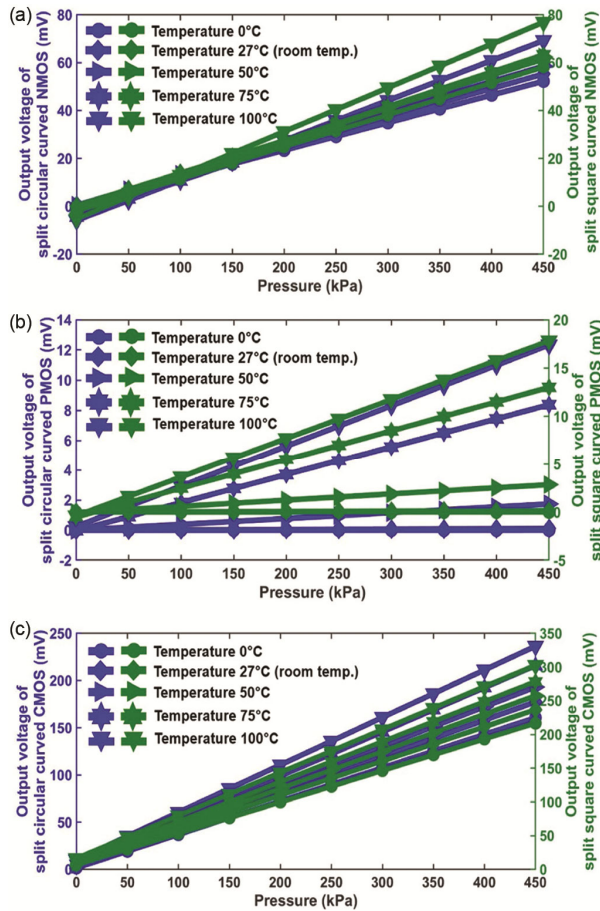 (a)
80
60
40
20
0
-20
Output voltage of
split circular curved NMOS (mV)
Temperature 0°C
Temperature 27°C (room temp.)
Temperature 50°C
Temperature 75°C
Temperature 100°C
80
60
40
20
0
-20
Output voltage of
split square curved NMOS (mV)
0 50 100 150 200 250 300 350 400 450
Pressure (kPa)
(b)
14
12
10
8
6
4
2
0
-2
Output voltage of
split circular curved PMOS (mV)
Temperature 0°C
Temperature 27°C (room temp.)
Temperature 50°C
Temperature 75°C
Temperature 100°C
20
15
10
5
0
-5
Output voltage of
split square curved PMOS (mV)
0 50 100 150 200 250 300 350 400 450
Pressure (kPa)
(c)
250
200
150
100
50
0
Output voltage of
split circular curved CMOS (mV)
Temperature 0°C
Temperature 27°C (room temp.)
Temperature 50°C
Temperature 75°C
Temperature 100°C
350
300
250
200
150
100
50
0
Output voltage of
split square curved CMOS (mV)
0 50 100 150 200 250 300 350 400 450
Pressure (kPa)